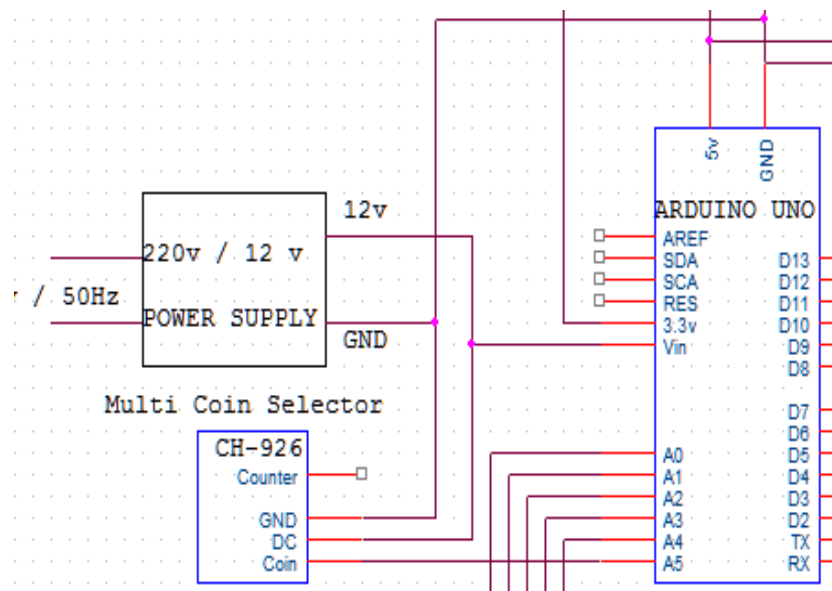 5v
GND
12v
ARDUINO UNO
220v / 12 v
/ 50Hz
POWER SUPPLY
GND
AREF
SDA
SCA
RES
3.3v
Vin
D13
D12
D11
D10
D9
D8
D7
D6
D5
D4
D3
D2
TX
RX
A0
A1
A2
A3
A4
A5
Multi Coin Selector
CH-926
Counter
GND
DC
Coin